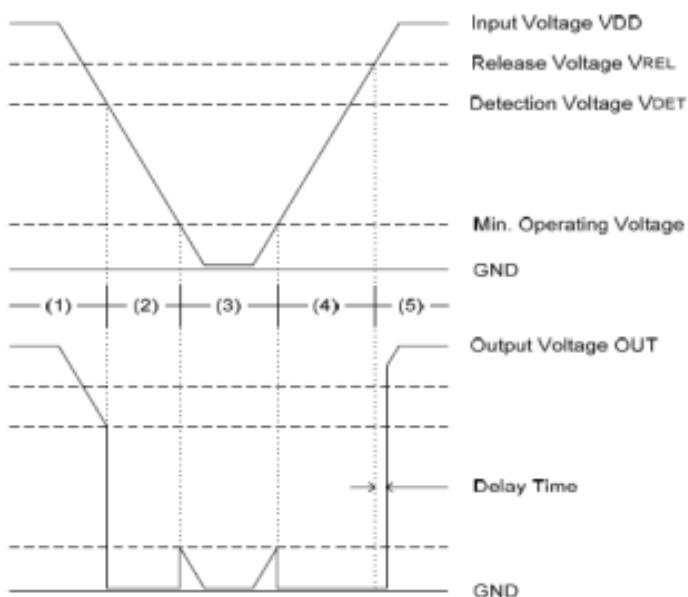 Input Voltage VDD
Release Voltage VREL
Detection Voltage VDET
Min. Operating Voltage
GND
(1) (2) (3) (4) (5)
Output Voltage OUT
Delay Time
GND